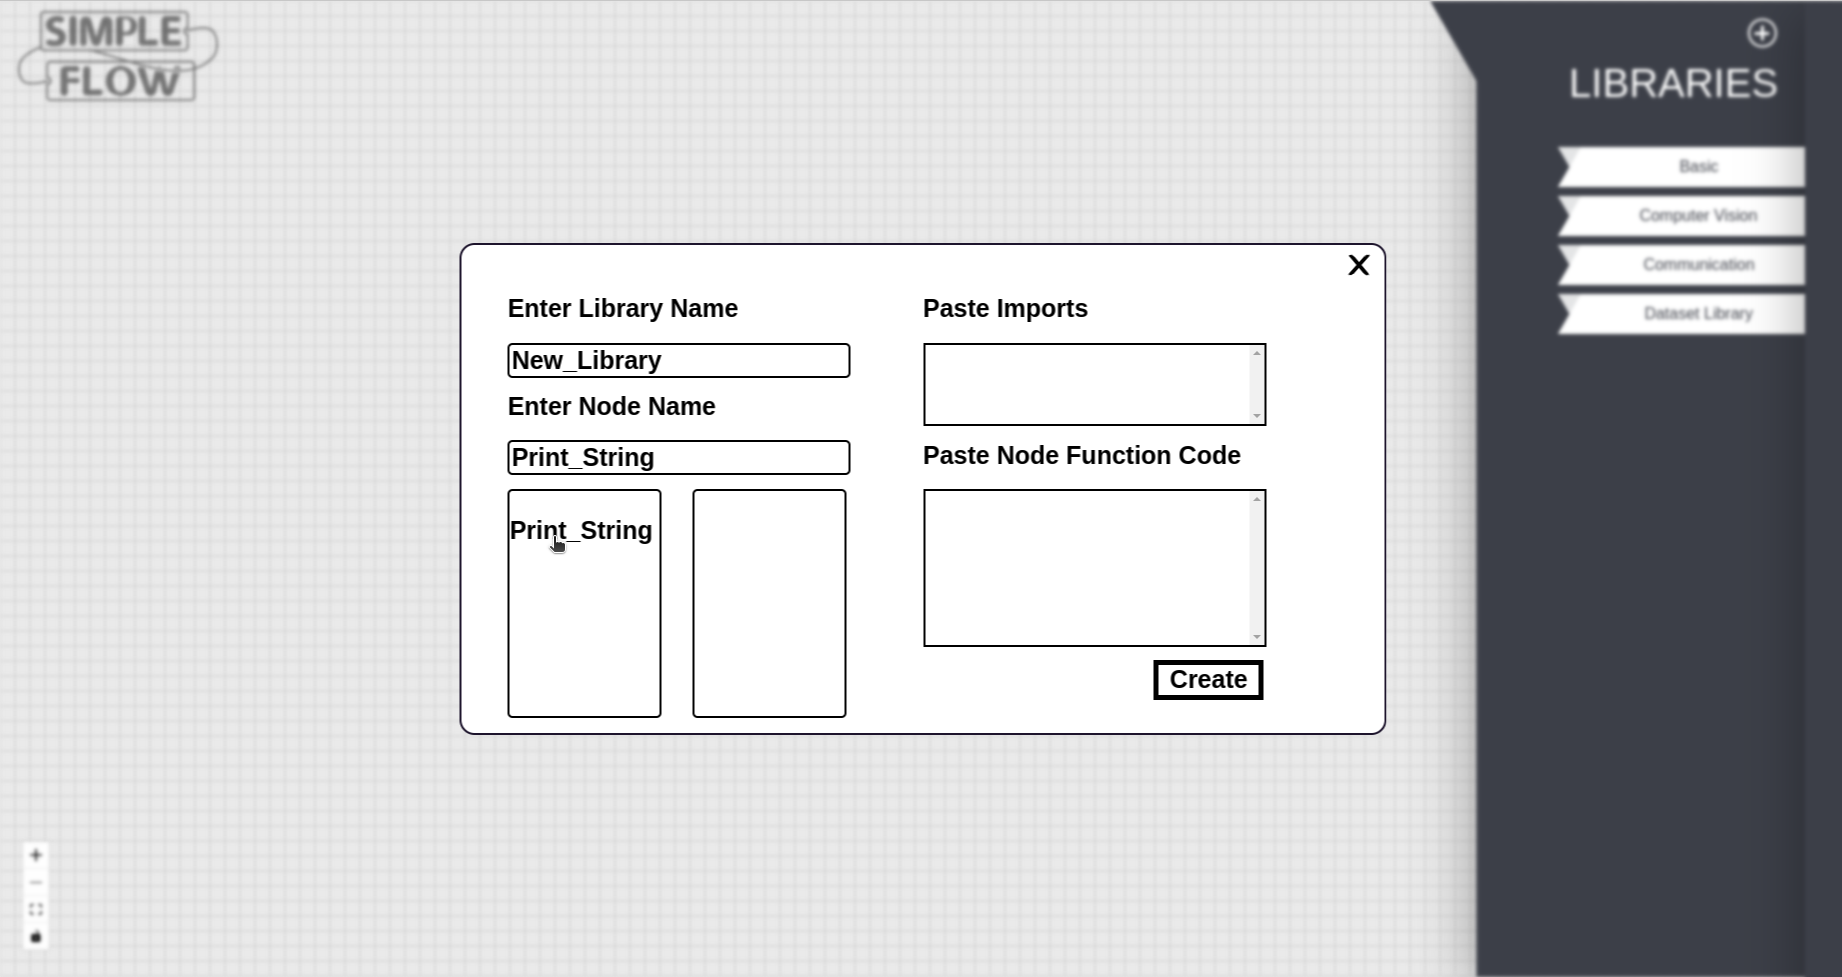 SIMPLE
FLOW
LIBRARIES
Basic
Computer Vision
Communication
Dataset Library
X
Enter Library Name
New_Library
Enter Node Name
Print_String
Print_String
Paste Imports
Paste Node Function Code
Create